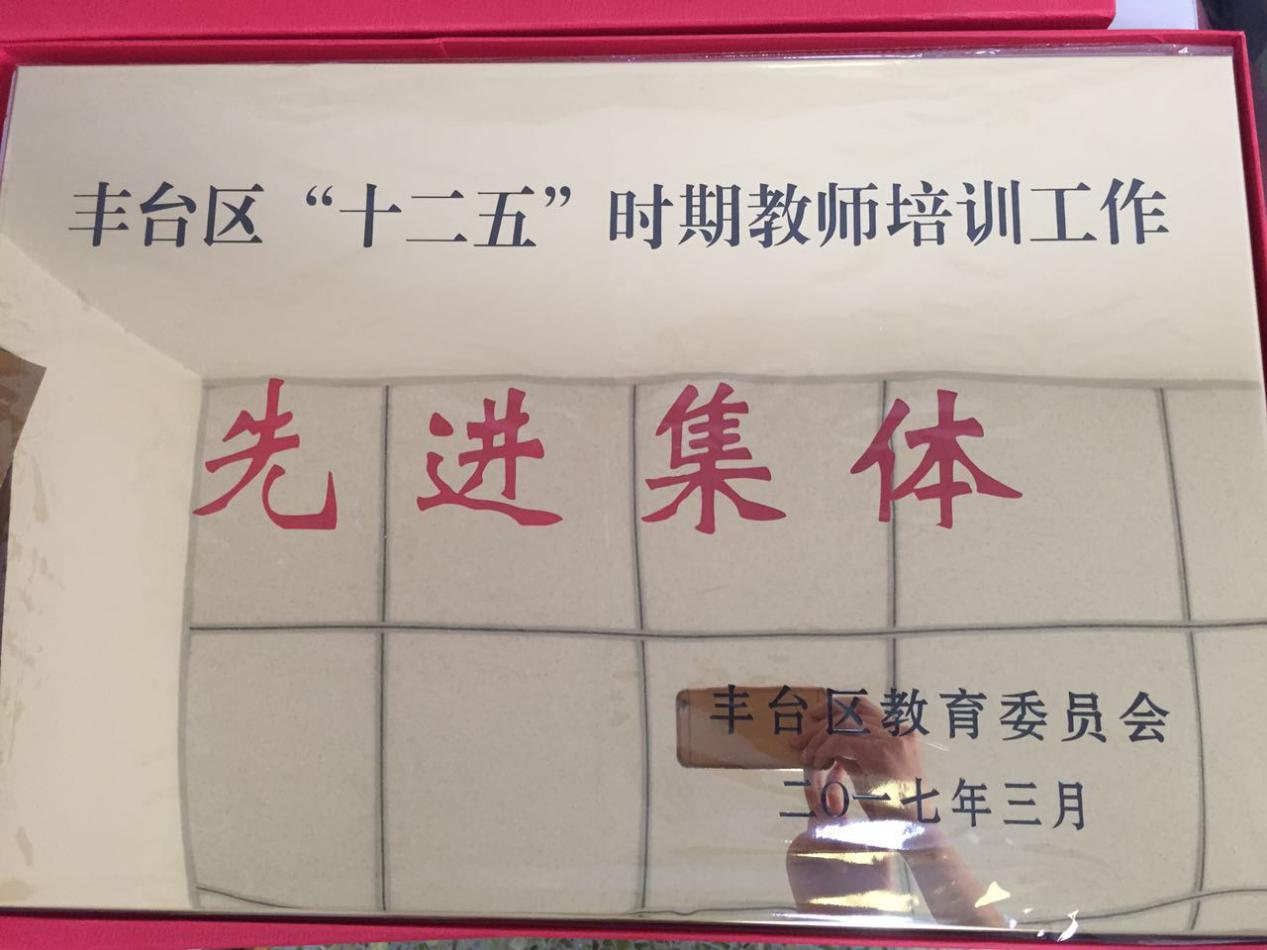 丰台区“十二五”时期教师培训工作
先进集体
丰台区教育委员会
二〇一七年三月